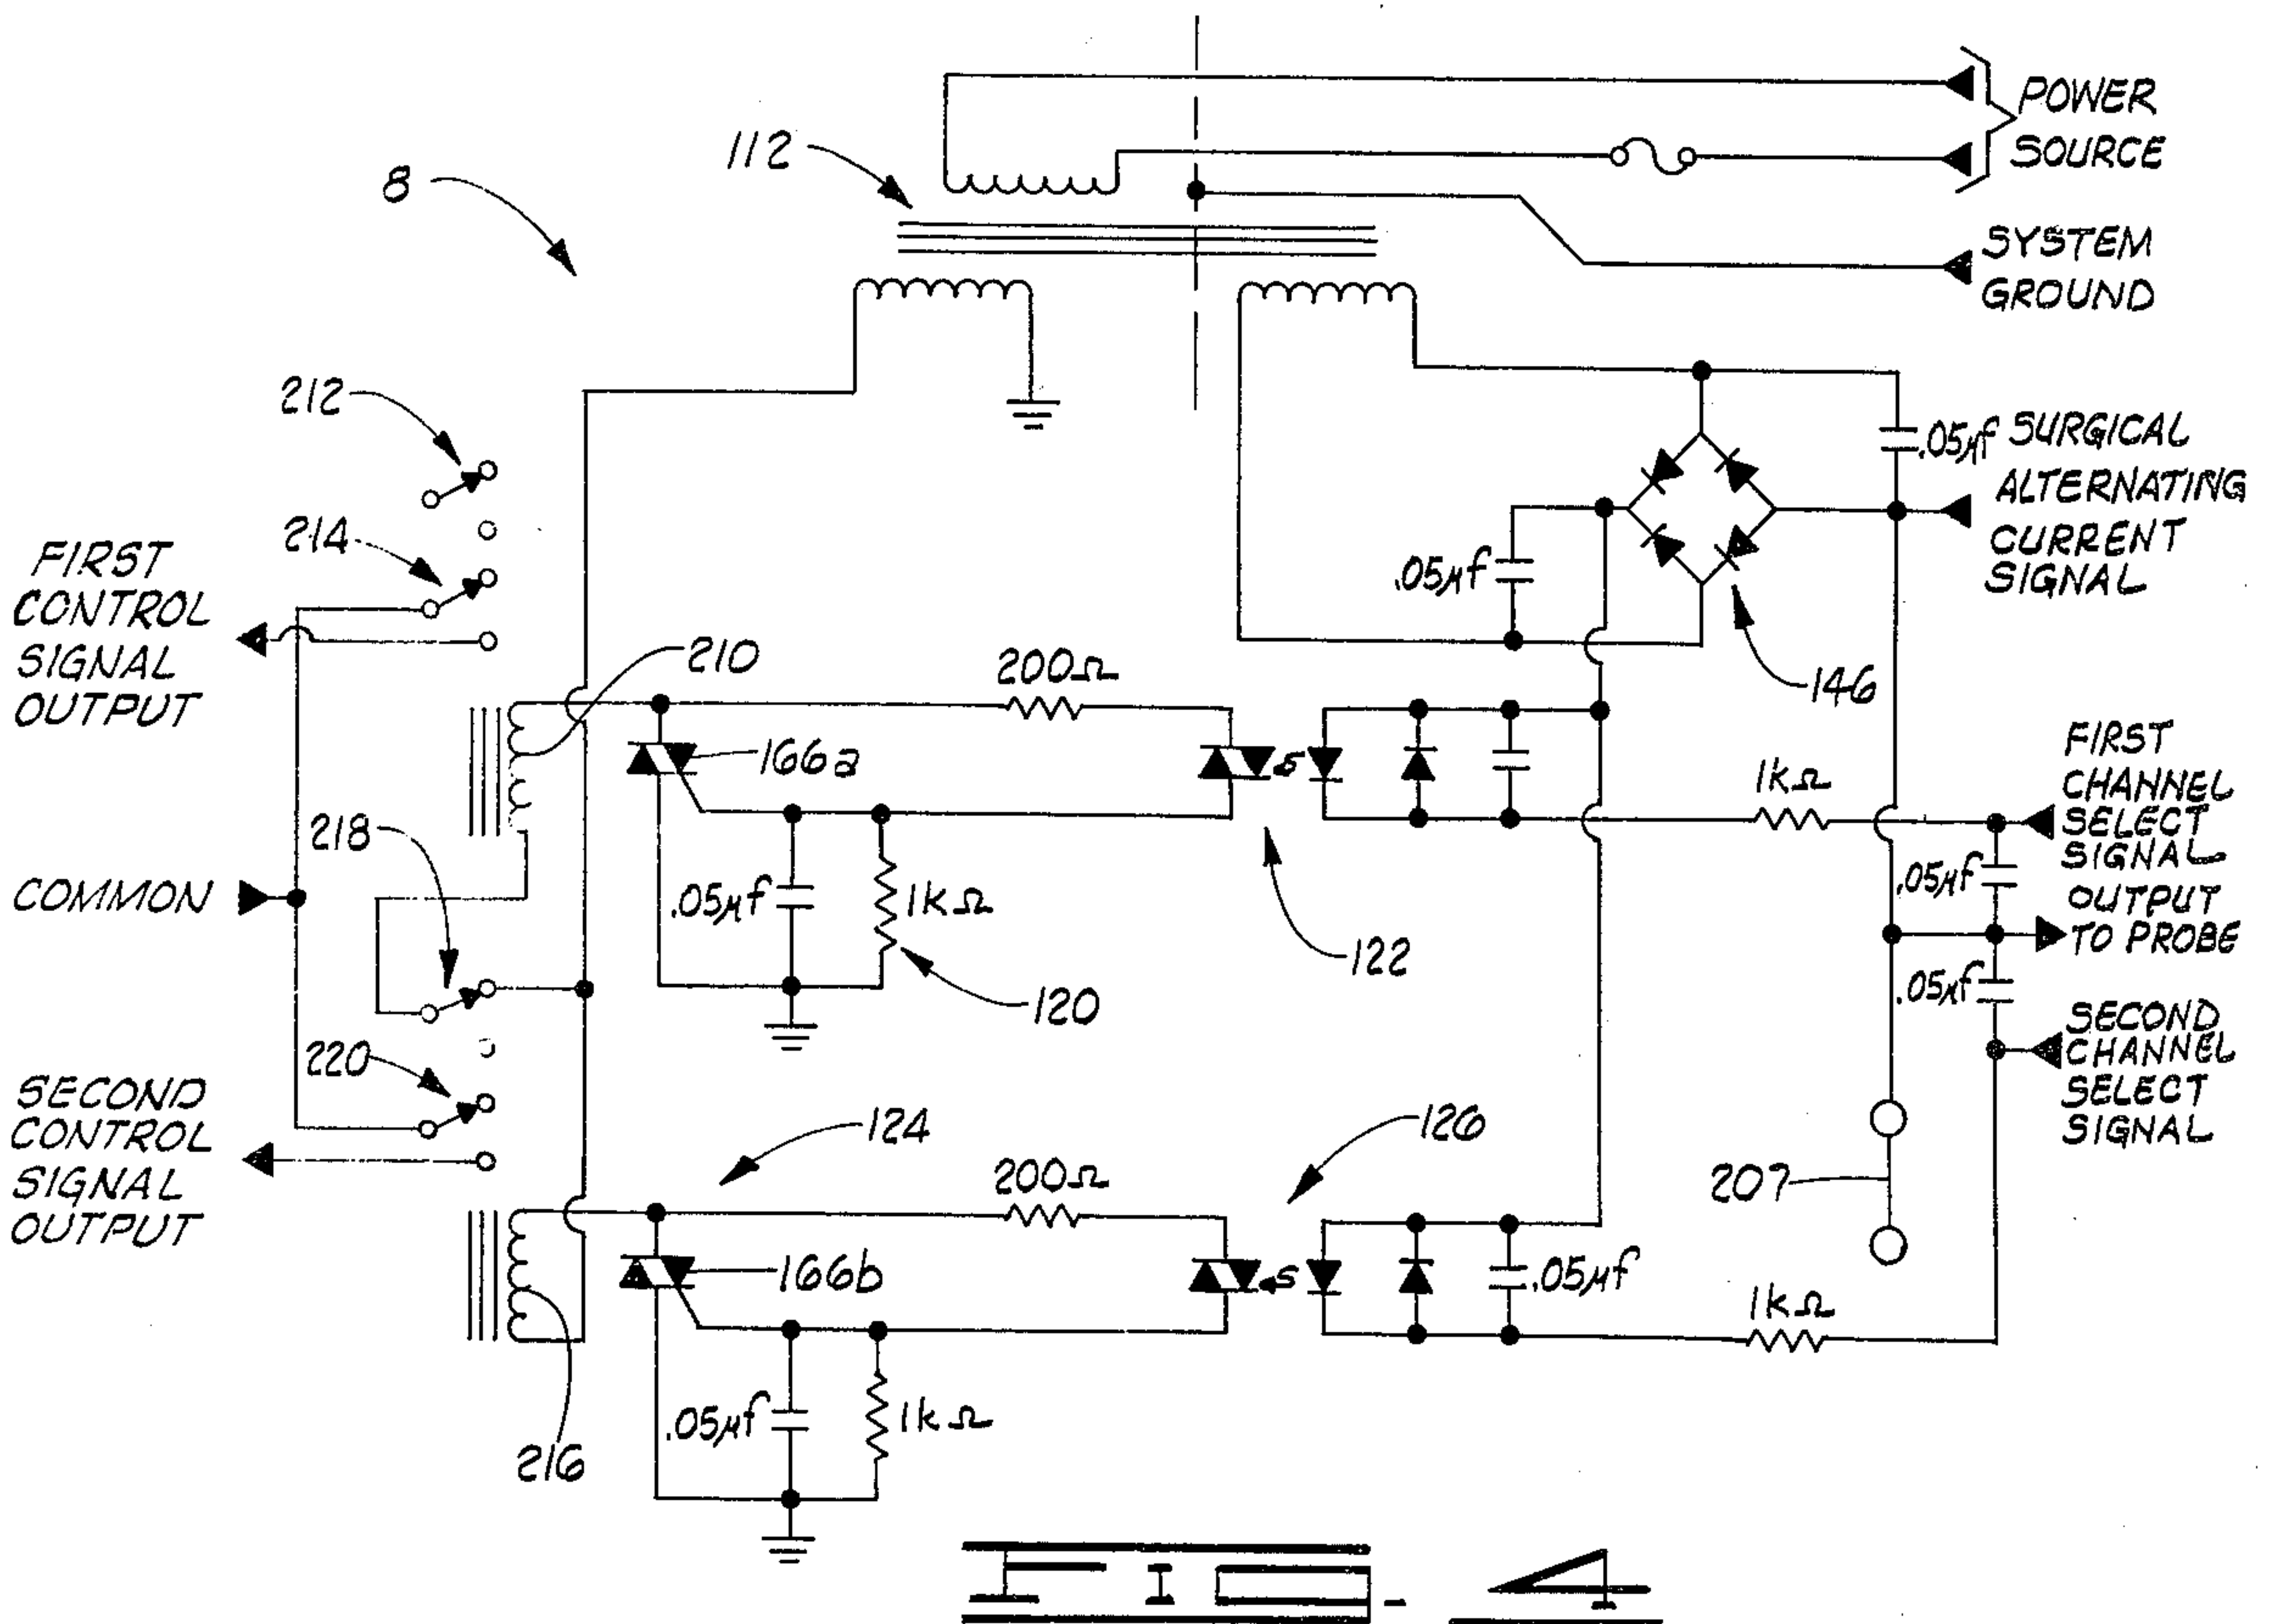 POWER
SOURCE
112
8
SYSTEM
GROUND
212
.05μf
SURGICAL
ALTERNATING
CURRENT
SIGNAL
214
FIRST
CONTROL
SIGNAL
OUTPUT
.05μf
146
210
200Ω
166a
FIRST
CHANNEL
SELECT
SIGNAL
1kΩ
218
COMMON
.05μf
1kΩ
122
.05μf
OUTPUT
TO PROBE
120
.05μf
SECOND
CHANNEL
SELECT
SIGNAL
220
SECOND
CONTROL
SIGNAL
OUTPUT
124
200Ω
126
207
166b
.05μf
1kΩ
216
.05μf
1kΩ
FIG- 4